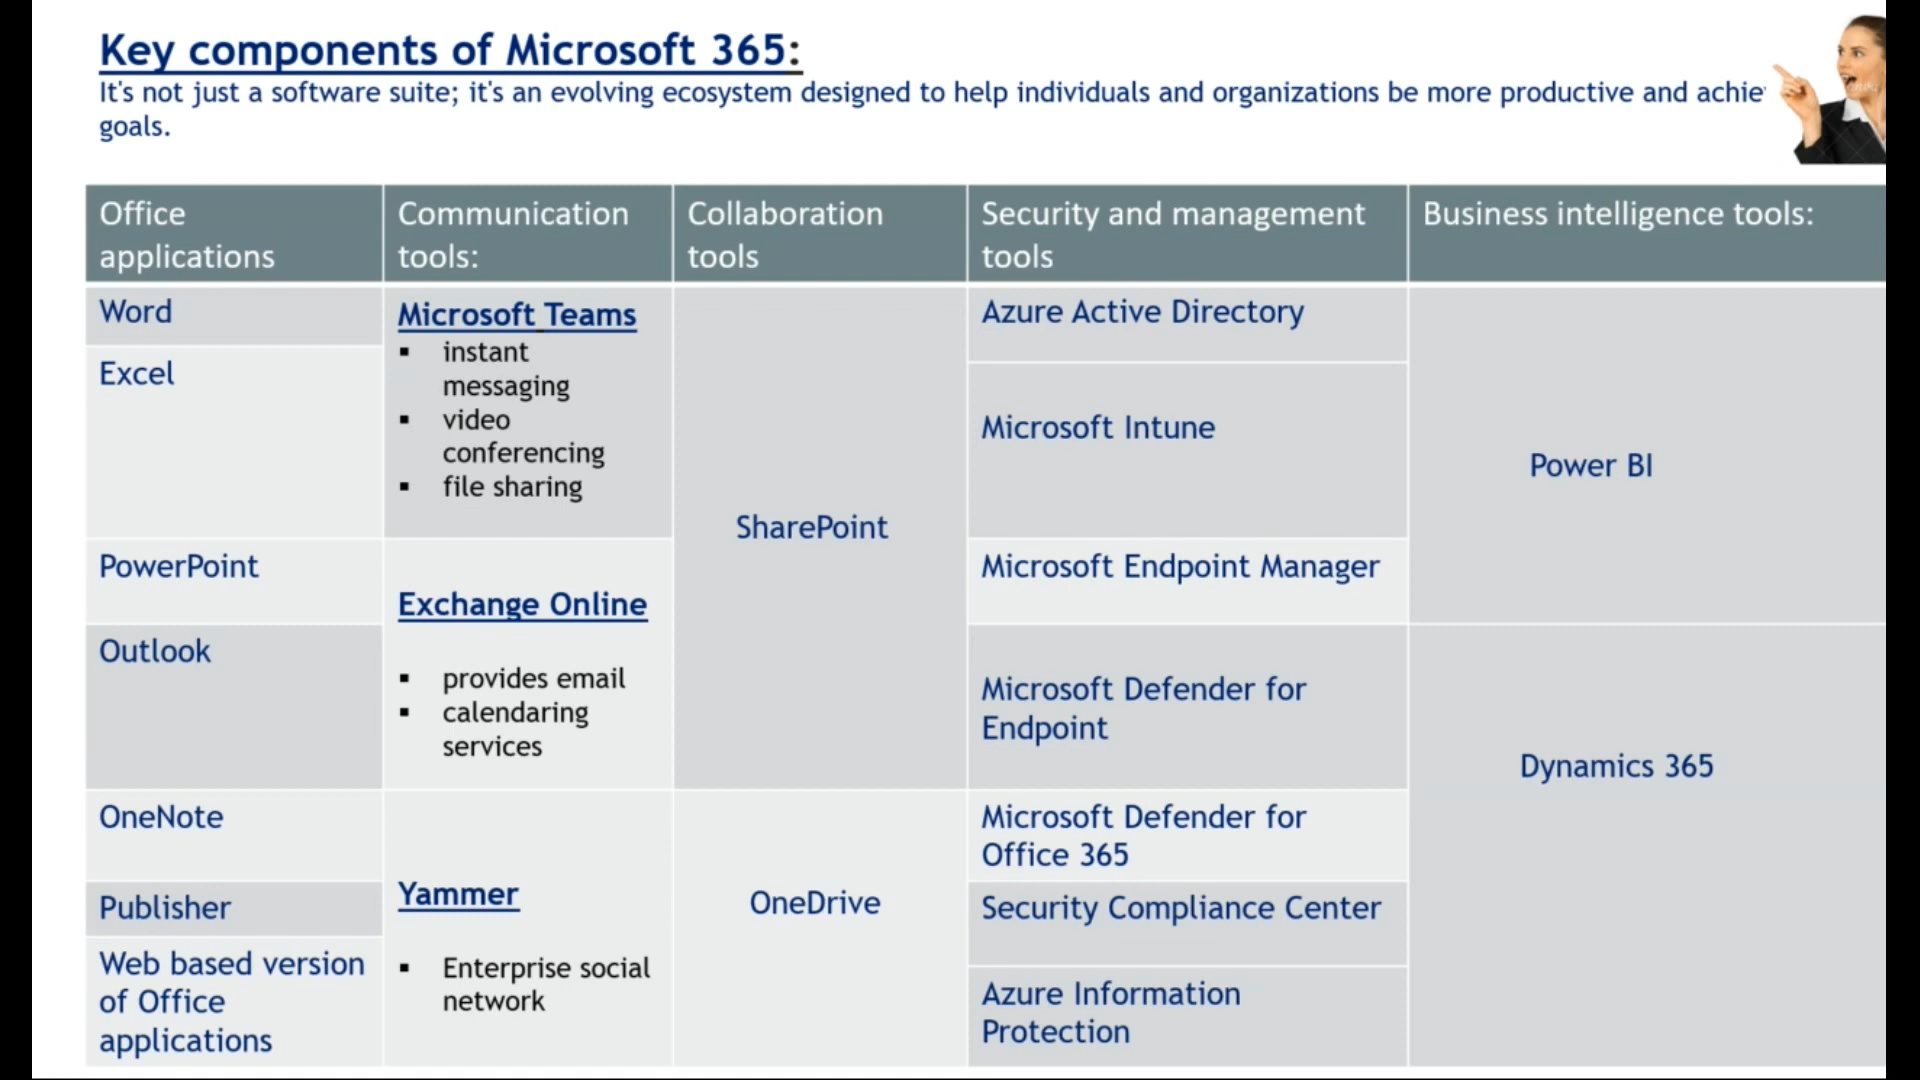 Key components of Microsoft 365:
It's not just a software suite; it's an evolving ecosystem designed to help individuals and organizations be more productive and achie
goals.
Office
applications
Communication
tools:
Collaboration
tools
Security and management
tools
Business intelligence tools:
Word
Excel
PowerPoint
Outlook
OneNote
Publisher
Web based version
of Office
applications
Microsoft Teams
▪ instant
messaging
▪ video
conferencing
▪ file sharing
Exchange Online
▪ provides email
▪ calendaring
services
Yammer
▪ Enterprise social
network
SharePoint
OneDrive
Azure Active Directory
Microsoft Intune
Microsoft Endpoint Manager
Microsoft Defender for
Endpoint
Microsoft Defender for
Office 365
Security Compliance Center
Azure Information
Protection
Power BI
Dynamics 365